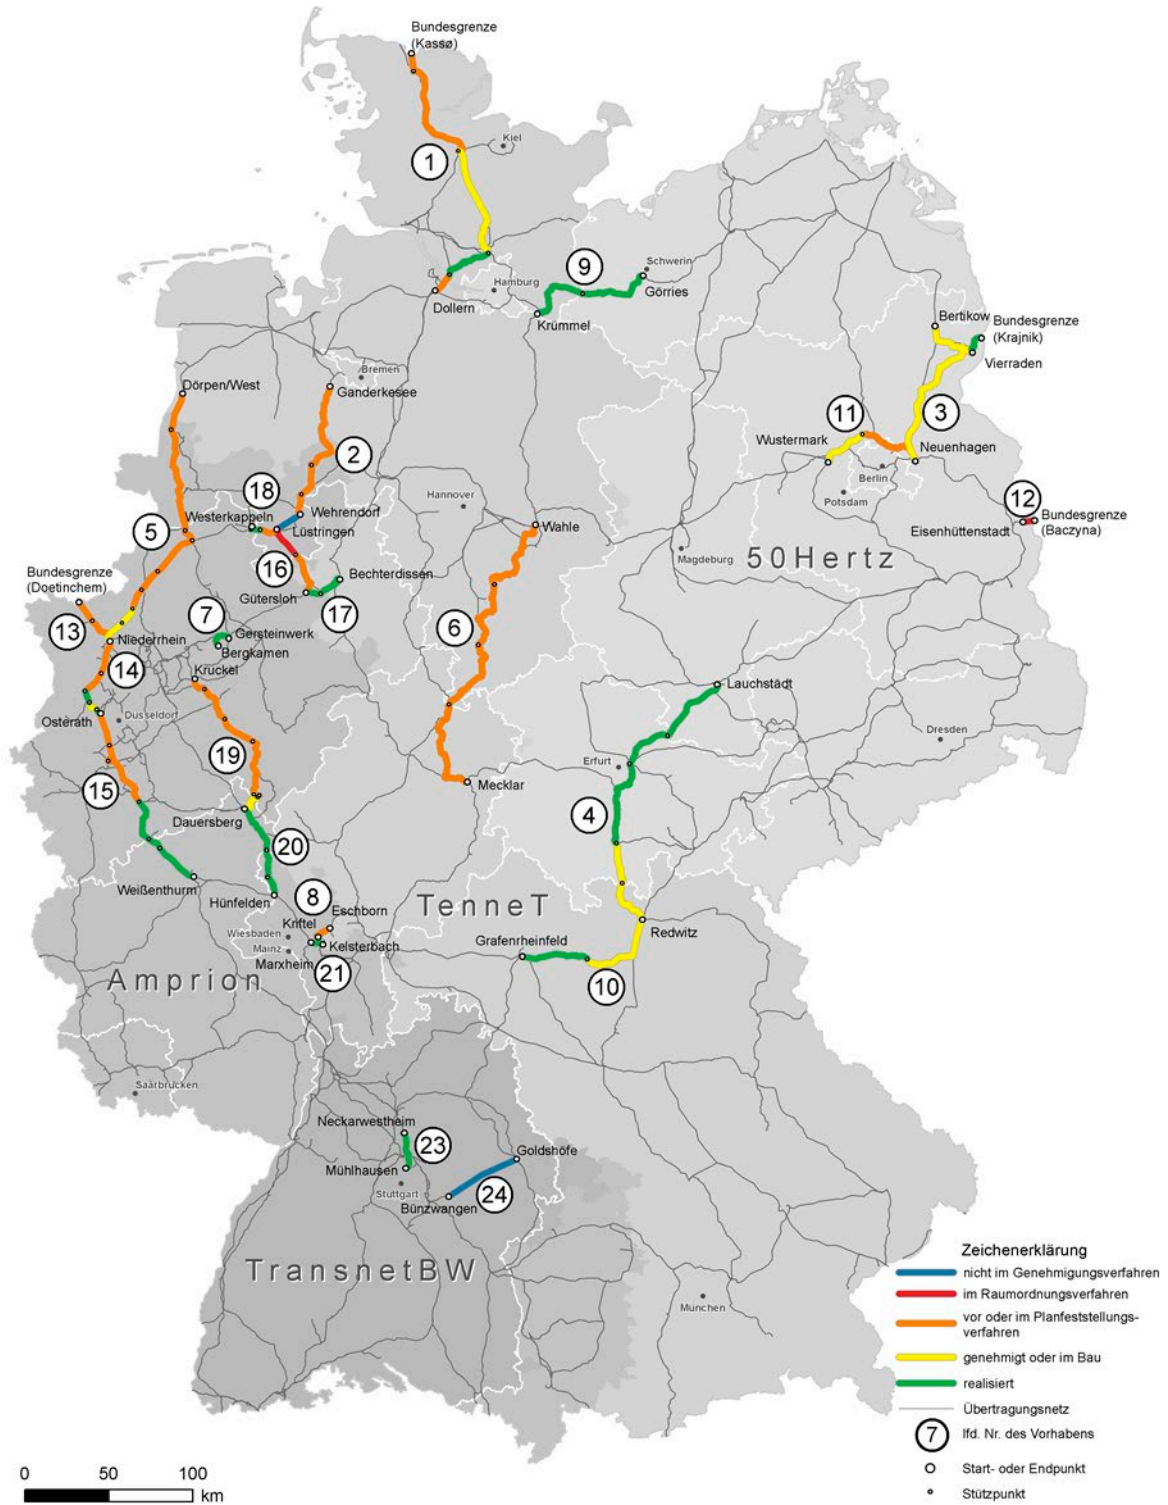 Bundesgrenze
(Kassø)
Kiel
1
Schwerin
9
Hamburg
Görries
Dollern
Krümmel
Bertikow
Bundesgrenze
(Krajnik)
Vierraden
Bremen
Dörpen/West
Ganderkesee
11
3
2
Wustermark
Neuenhagen
Berlin
Potsdam
18
Hannover
12
Westerkappeln
Wehrendorf
Bundesgrenze
(Baczyna)
5
Lüstringen
Wahle
Eisenhüttenstadt
50Hertz
Magdeburg
16
Bundesgrenze
(Doetinchem)
Bechterdissen
Gütersloh
17
7
13
6
Niederrhein
Gersteinwerk
Bergkamen
14
Kruckel
Lauchstädt
Osterath
Dusseldorf
Dresden
19
Erfurt
15
Mecklar
Dauersberg
4
20
Weißenthurm
8
Hünfelden
TenneT
Eschborn
Kriftel
Redwitz
Wiesbaden
Mainz
Kelsterbach
Grafenrheinfeld
Marxheim
21
Amprion
10
Saarbrücken
Neckarwestheim
23
Goldshöfe
Mühlhausen
Stuttgart
24
Bünzwangen
TransnetBW
München
Zeichenerklärung
nicht im Genehmigungsverfahren
im Raumordnungsverfahren
vor oder im Planfeststellungs-
verfahren
genehmigt oder im Bau
realisiert
Übertragungsnetz
7 lfd. Nr. des Vorhabens
Start- oder Endpunkt
Stützpunkt
0 50 100
km